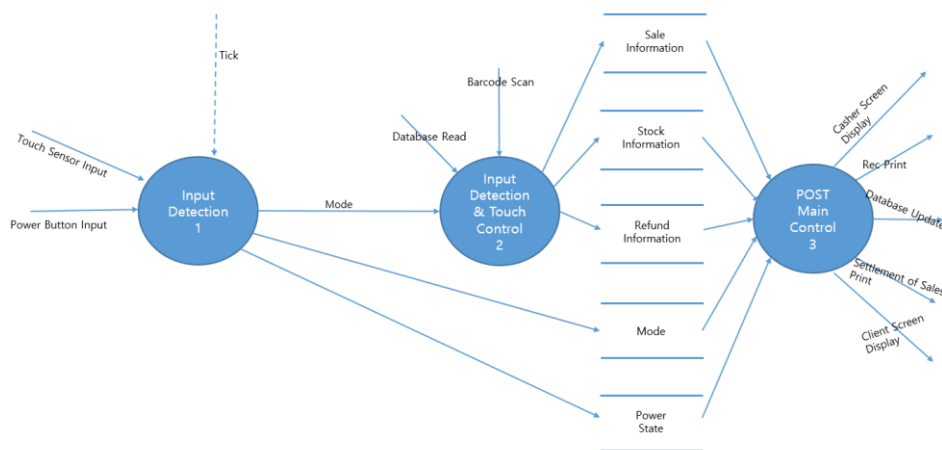 Tick
Touch Sensor Input
Power Button Input
Input
Detection
1
Mode
Database Read
Barcode Scan
Input
Detection
& Touch
Control
2
Sale
Information
Stock
Information
Refund
Information
Mode
Power
State
POST
Main
Control
3
Casher Screen
Display
Rec Print
Database Update
Settlement of Sales
Print
Client Screen
Display